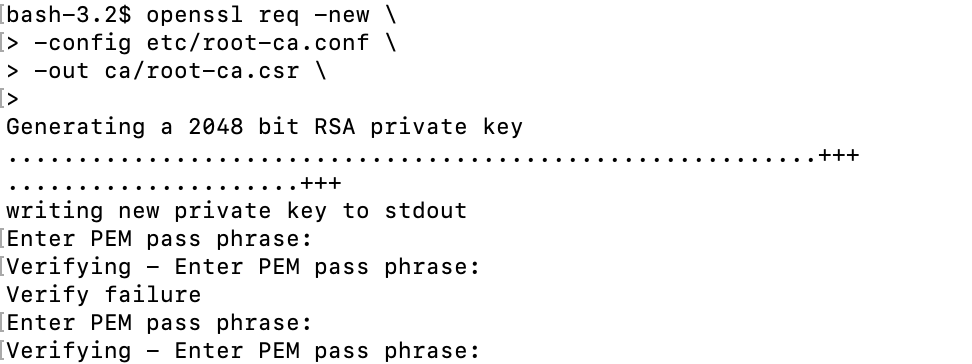 [bash-3.2$ openssl req -new \
[> -config etc/root-ca.conf \
> -out ca/root-ca.csr \
[>
Generating a 2048 bit RSA private key
..........................................................+++
.....................+++
writing new private key to stdout
[Enter PEM pass phrase:
[Verifying - Enter PEM pass phrase:
Verify failure
[Enter PEM pass phrase:
[Verifying - Enter PEM pass phrase: